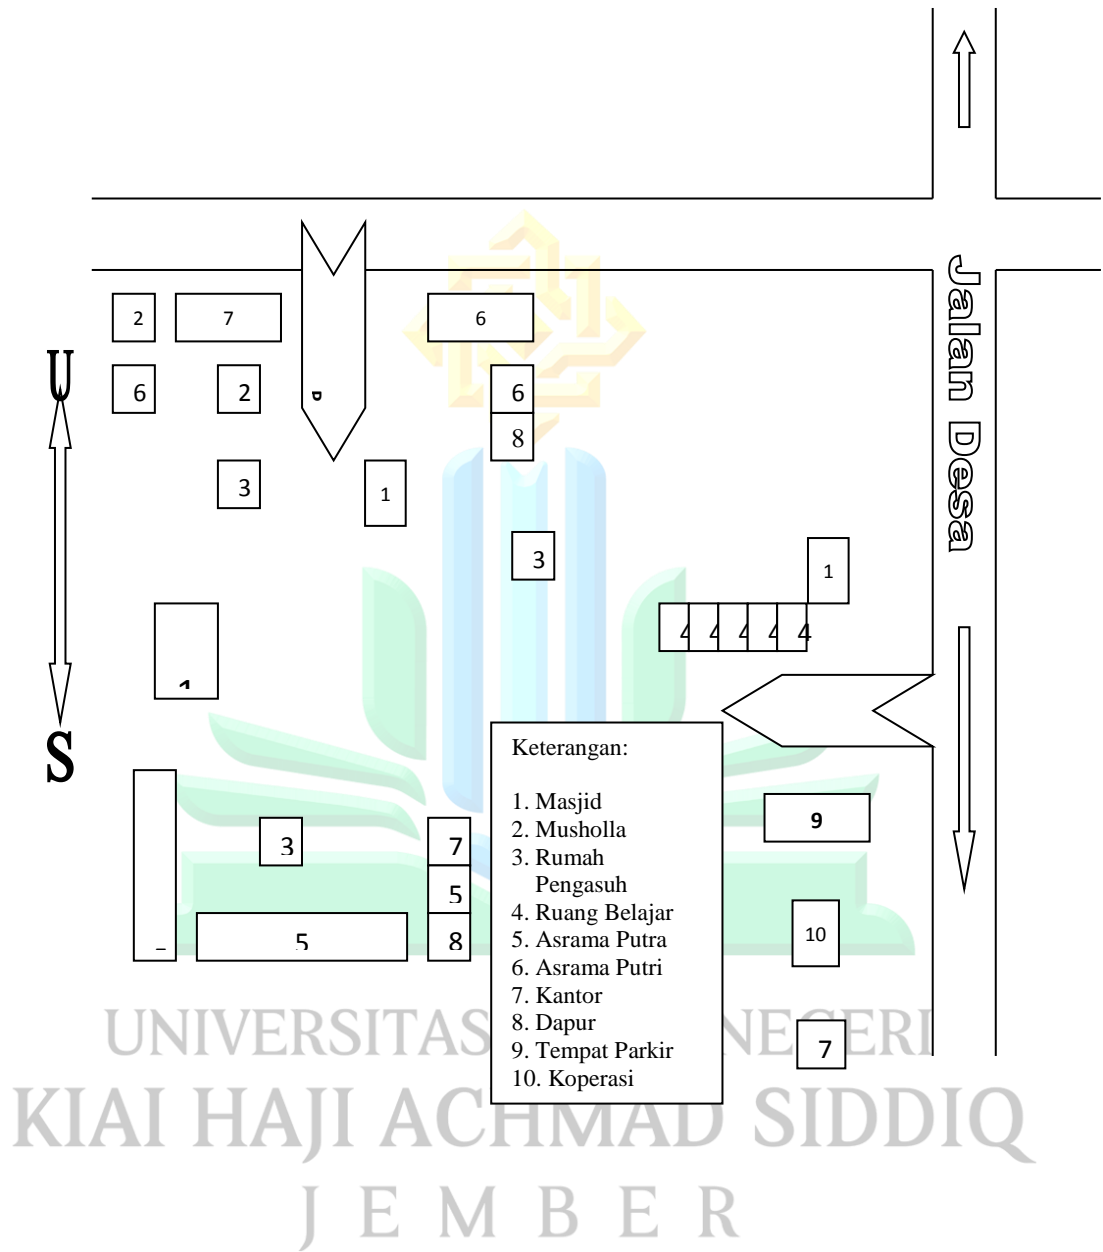 2
7
6
U
6
2
D
6
8
3
1
3
1
4 4 4 4 4
Jalan Desa
S
Keterangan:
1. Masjid
2. Musholla
3. Rumah
Pengasuh
4. Ruang Belajar
5. Asrama Putra
6. Asrama Putri
7. Kantor
8. Dapur
9. Tempat Parkir
10. Koperasi
9
3
7
5
5
8
10
7
UNIVERSITAS NEGERI
KIAI HAJI ACHMAD SIDDIQ
JEMBER